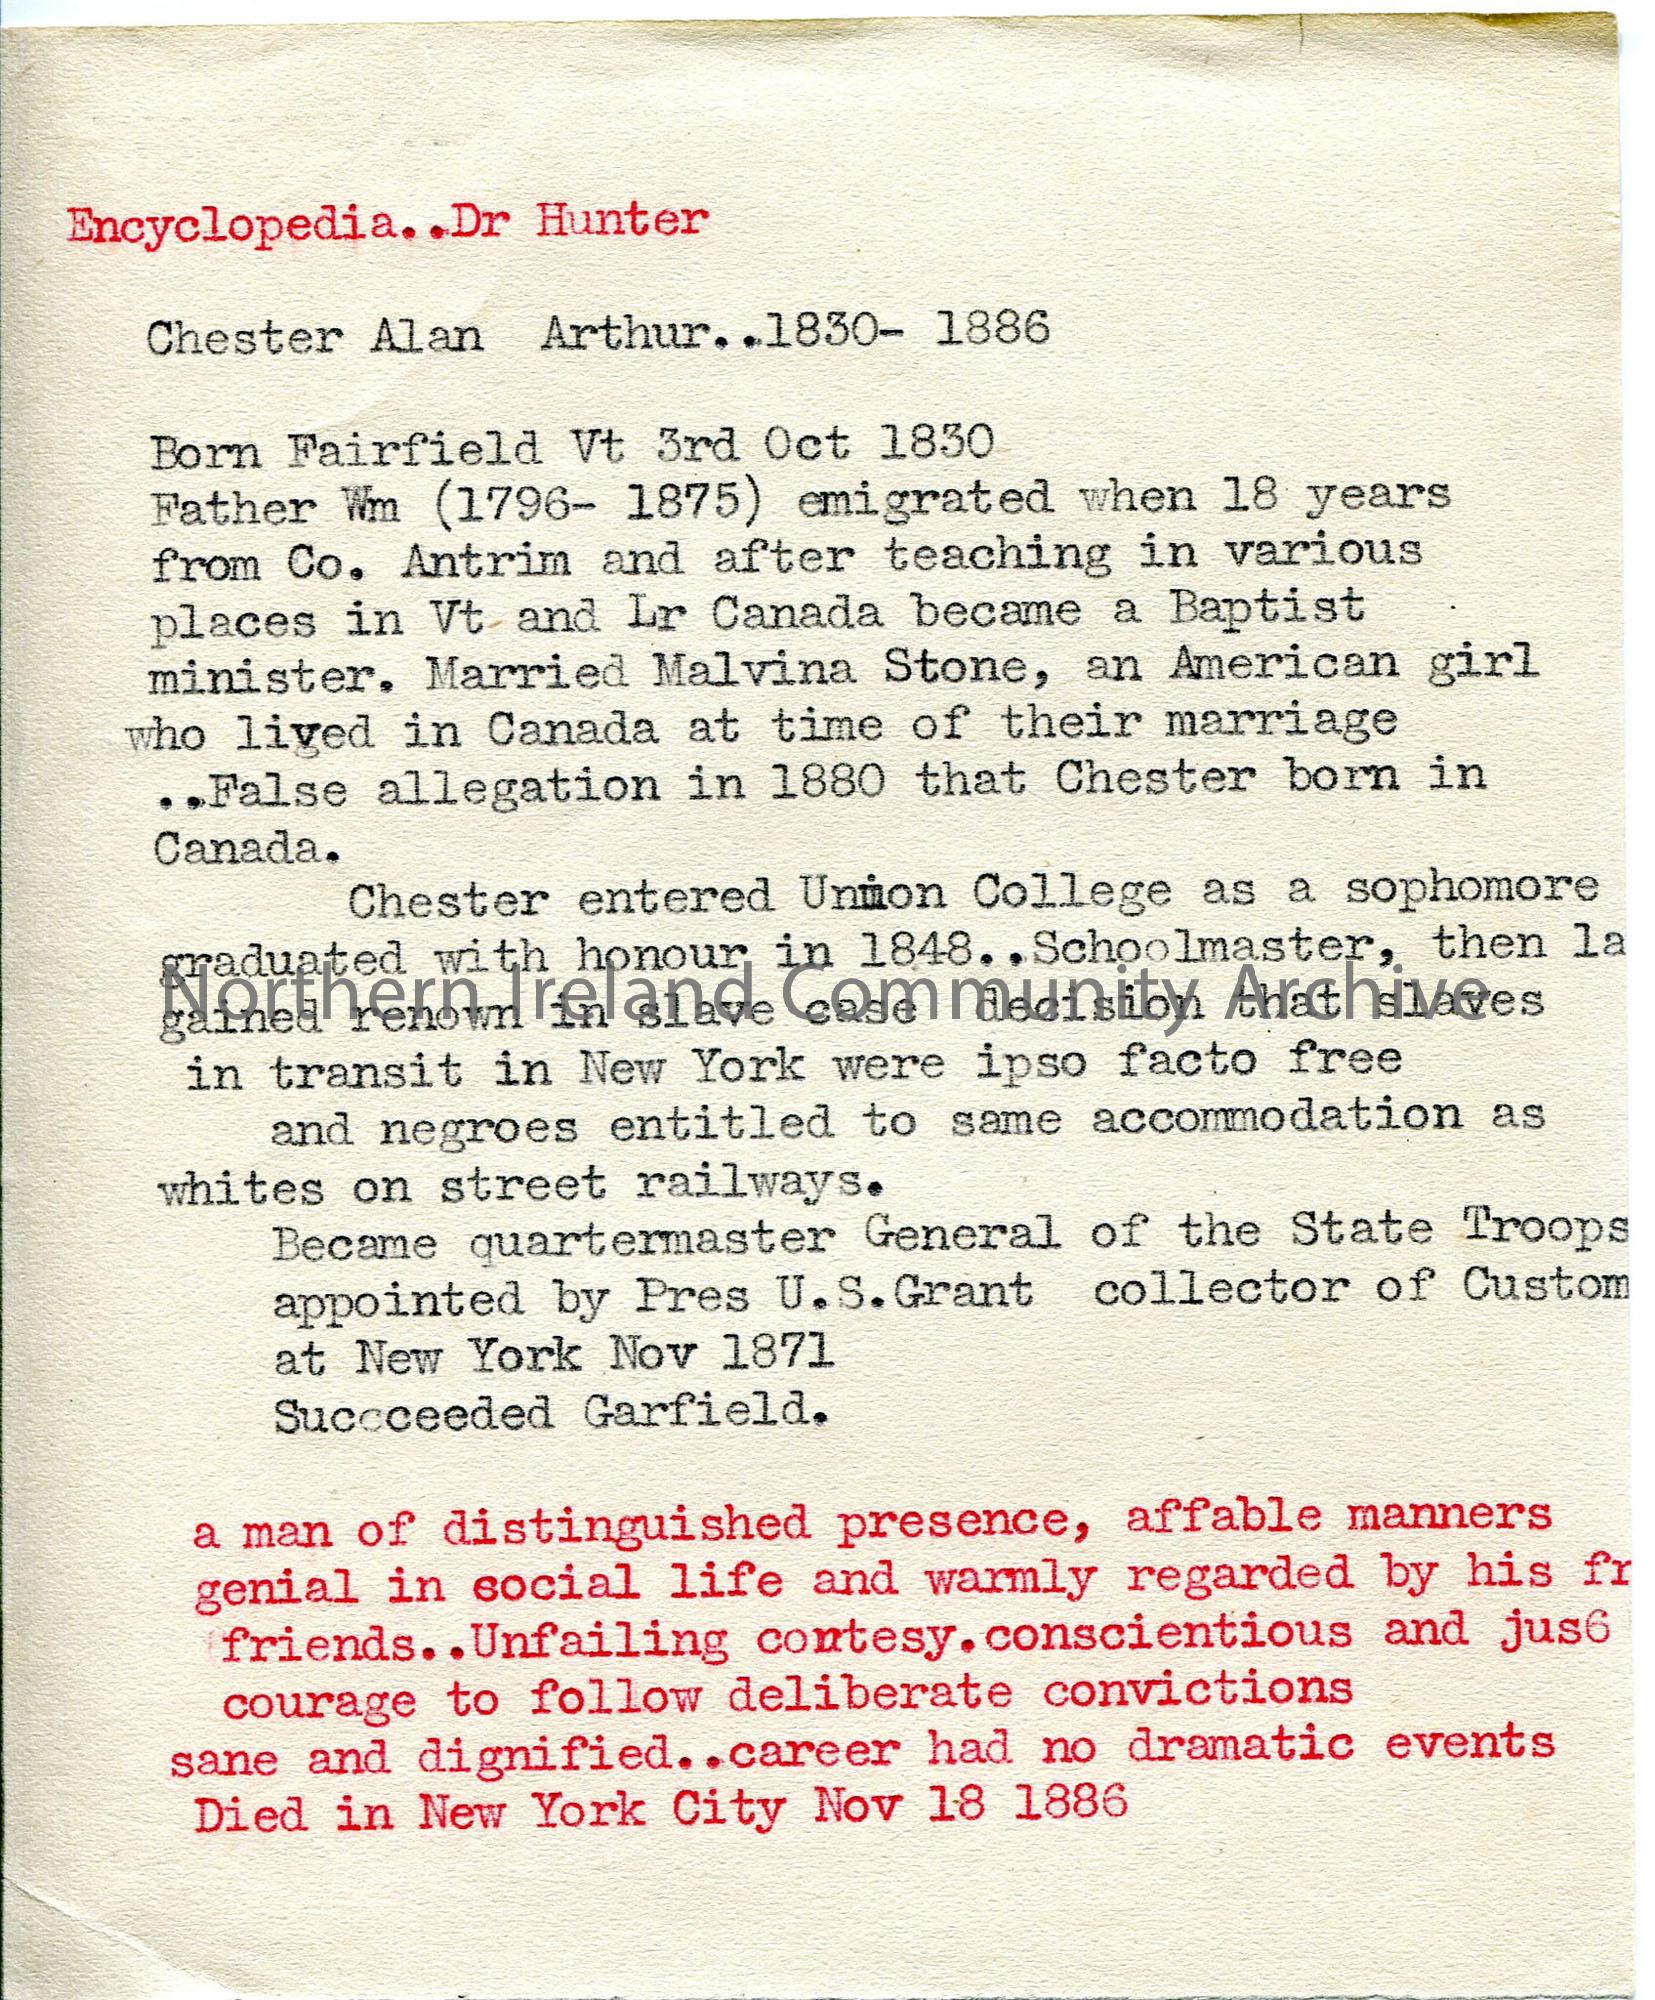 Encyclopedia..Dr Hunter
Chester Alan Arthur..1830- 1886
Born Fairfield Vt 3rd Oct 1830
Father Wm (1796- 1875) emigrated when 18 years
from Co. Antrim and after teaching in various
places in Vt and Lr Canada became a Baptist
minister. Married Malvina Stone, an American girl
who lived in Canada at time of their marriage
..False allegation in 1880 that Chester born in
Canada.
Chester entered Union College as a sophomore
graduated with honour in 1848..Schoolmaster, then la
Northern Ireland Community Archive
gained renown in slave case decision that slaves
in transit in New York were ipso facto free
and negroes entitled to same accommodation as
whites on street railways.
Became quartermaster General of the State Troops
appointed by Pres U.S.Grant collector of Custom
at New York Nov 1871
Succceeded Garfield.
a man of distinguished presence, affable manners
genial in social life and warmly regarded by his fr
friends..Unfailing contesy.conscientious and jus6
courage to follow deliberate convictions
sane and dignified..career had no dramatic events
Died in New York City Nov 18 1886